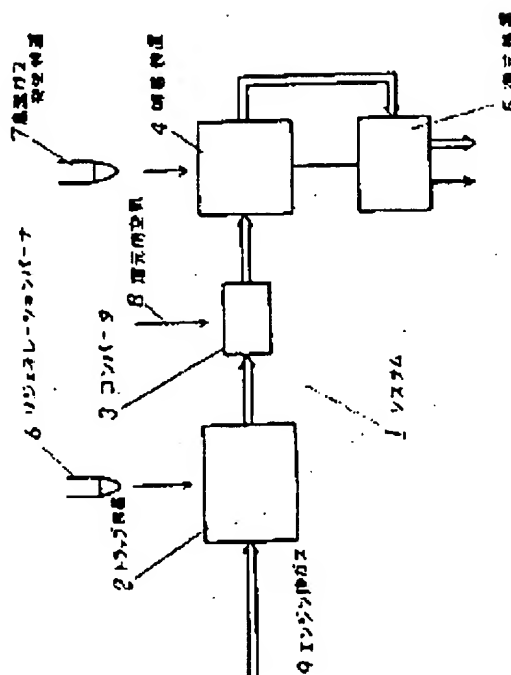 6 リジェネレーションバーナ
7 高温ガス
発生装置
2 トラップ
3 コンバータ
8 還元用空気
4 装置
5 還元装置
9 エンジン排ガス
1 システム